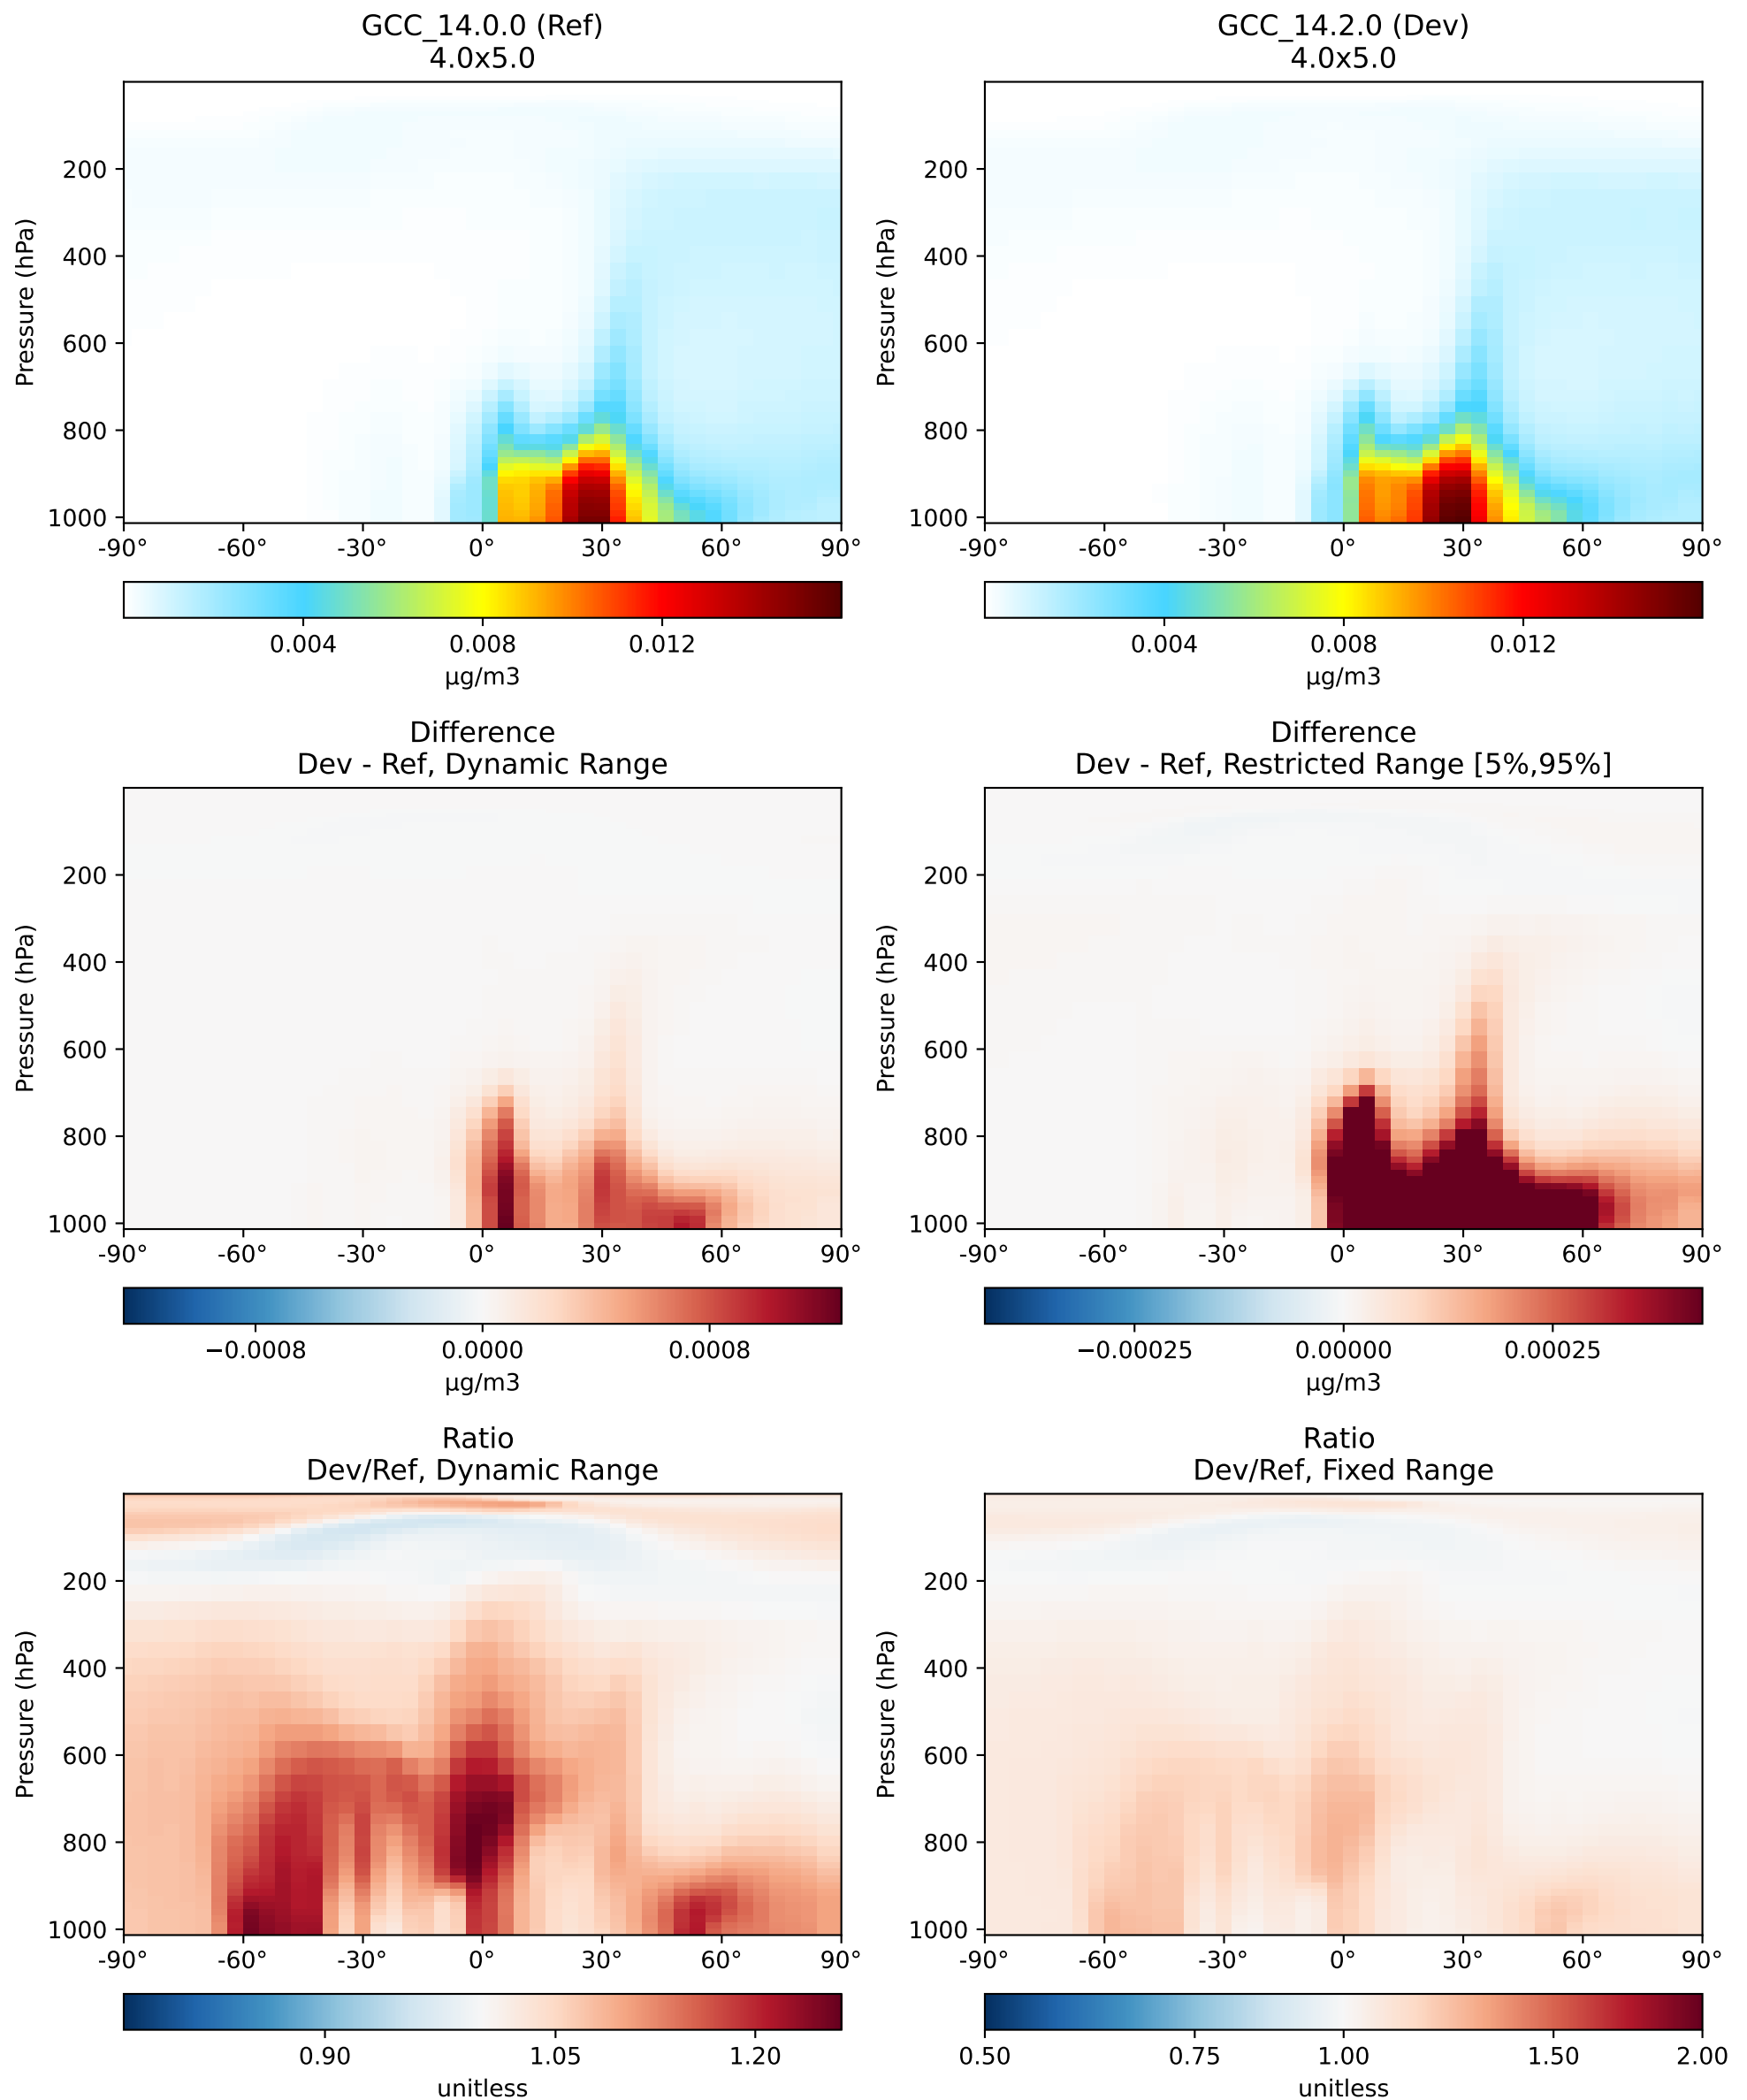 GCC_14.0.0 (Ref)
4.0x5.0
Pressure (hPa)
200
400
600
800
1000
-90° -60° -30° 0° 30° 60° 90°
0.004 0.008 0.012
µg/m3
GCC_14.2.0 (Dev)
4.0x5.0
Pressure (hPa)
200
400
600
800
1000
-90° -60° -30° 0° 30° 60° 90°
0.004 0.008 0.012
µg/m3
Difference
Dev - Ref, Dynamic Range
Pressure (hPa)
200
400
600
800
1000
-90° -60° -30° 0° 30° 60° 90°
−0.0008 0.0000 0.0008
µg/m3
Difference
Dev - Ref, Restricted Range [5%,95%]
Pressure (hPa)
200
400
600
800
1000
-90° -60° -30° 0° 30° 60° 90°
−0.00025 0.00000 0.00025
µg/m3
Ratio
Dev/Ref, Dynamic Range
Pressure (hPa)
200
400
600
800
1000
-90° -60° -30° 0° 30° 60° 90°
0.90 1.05 1.20
unitless
Ratio
Dev/Ref, Fixed Range
Pressure (hPa)
200
400
600
800
1000
-90° -60° -30° 0° 30° 60° 90°
0.50 0.75 1.00 1.50 2.00
unitless